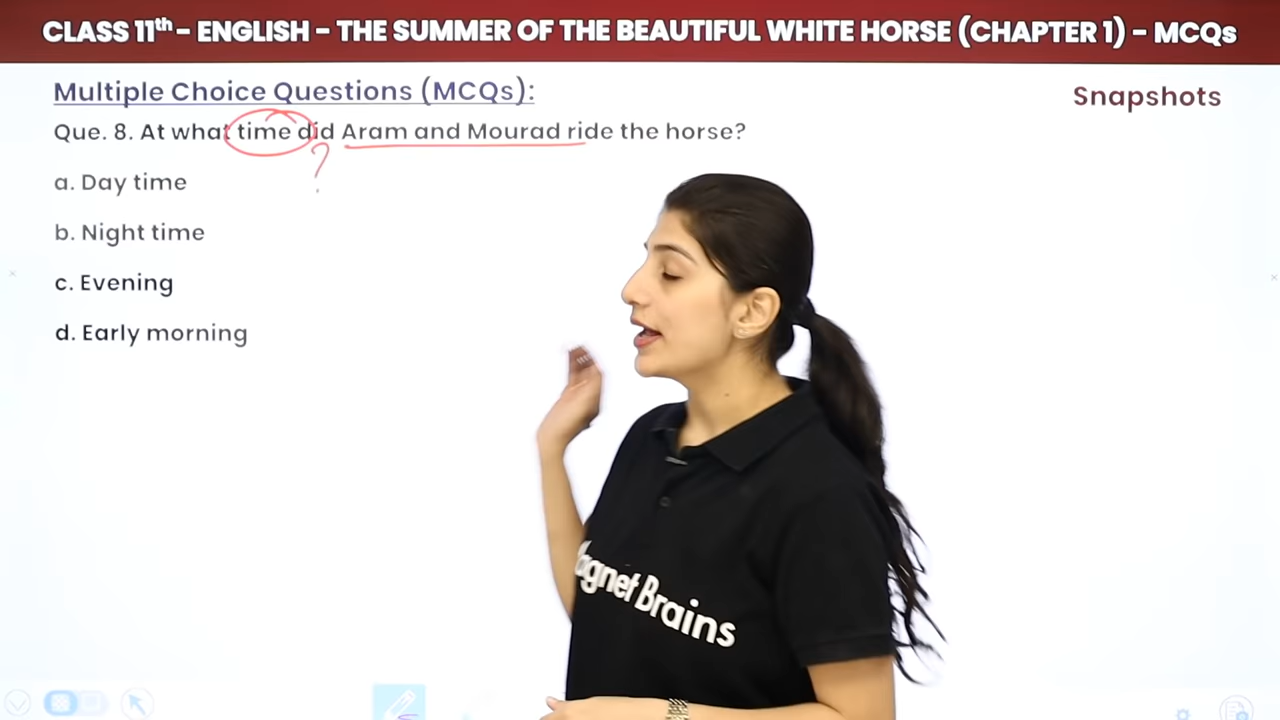 CLASS 11th - ENGLISH - THE SUMMER OF THE BEAUTIFUL WHITE HORSE (CHAPTER 1) - MCQs
Multiple Choice Questions (MCQs):
Snapshots
Que. 8. At what time did Aram and Mourad ride the horse?
?
a. Day time
b. Night time
c. Evening
d. Early morning
Magnet Brains